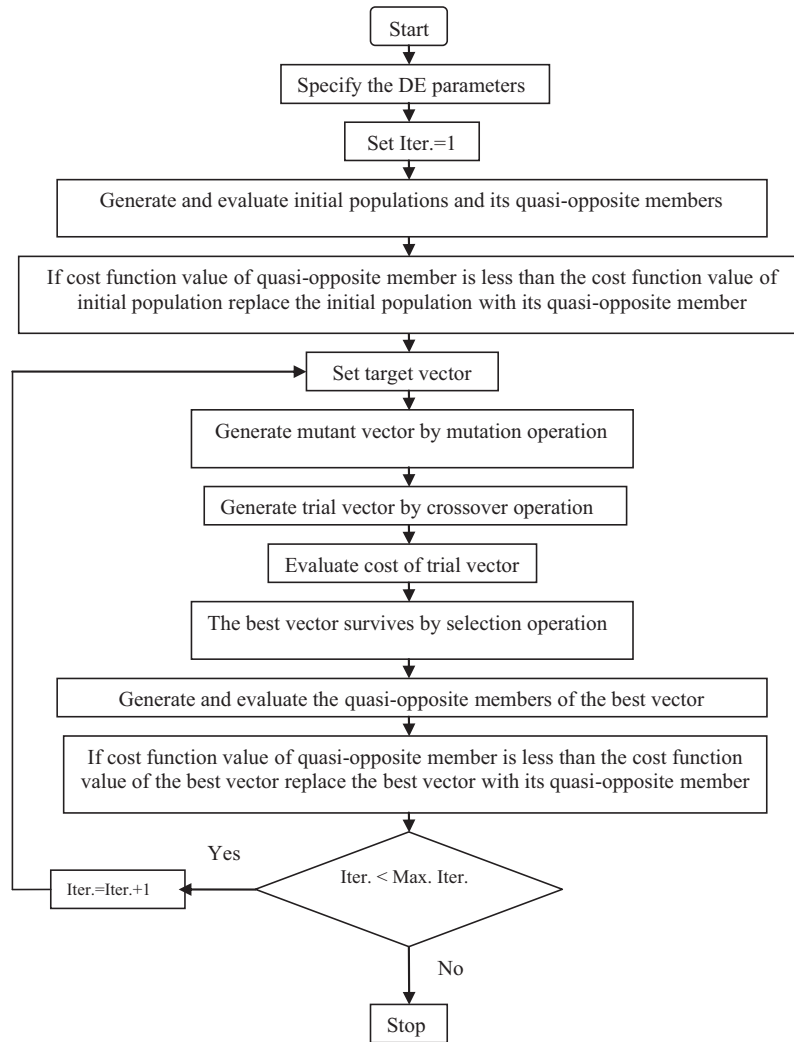 Start
Specify the DE parameters
Set Iter.=1
Generate and evaluate initial populations and its quasi-opposite members
If cost function value of quasi-opposite member is less than the cost function value of
initial population replace the initial population with its quasi-opposite member
Set target vector
Generate mutant vector by mutation operation
Generate trial vector by crossover operation
Evaluate cost of trial vector
The best vector survives by selection operation
Generate and evaluate the quasi-opposite members of the best vector
If cost function value of quasi-opposite member is less than the cost function
value of the best vector replace the best vector with its quasi-opposite member
Yes
Iter. < Max. Iter.
Iter.=Iter.+1
No
Stop